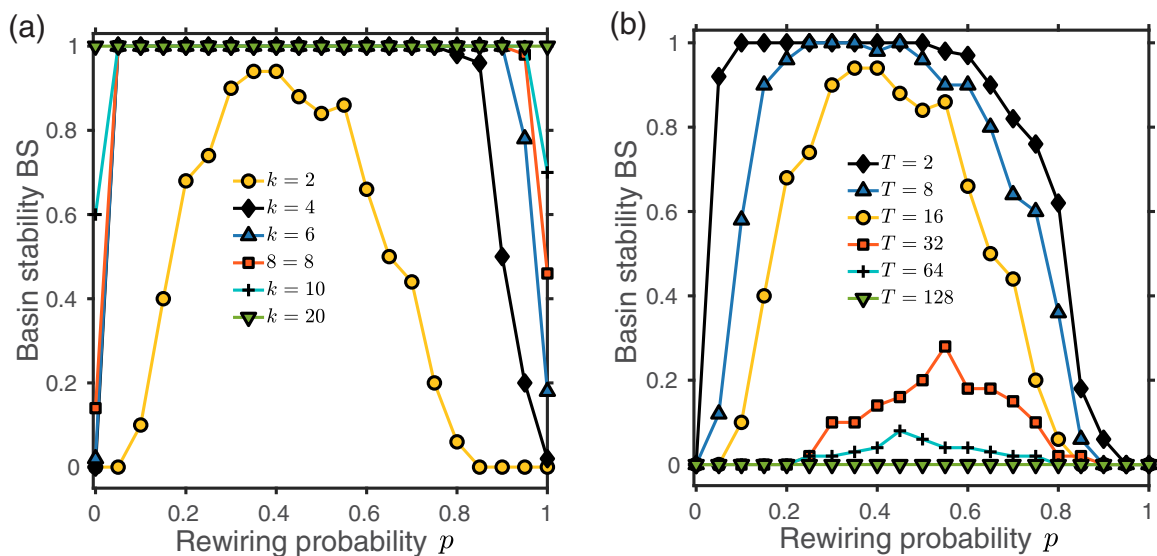 (a)
Basin stability BS
1
0.8
0.6
0.4
0.2
0
k = 2
k = 4
k = 6
8 = 8
k = 10
k = 20
0 0.2 0.4 0.6 0.8 1
Rewiring probability p
(b)
Basin stability BS
1
0.8
0.6
0.4
0.2
0
T = 2
T = 8
T = 16
T = 32
T = 64
T = 128
0 0.2 0.4 0.6 0.8 1
Rewiring probability p